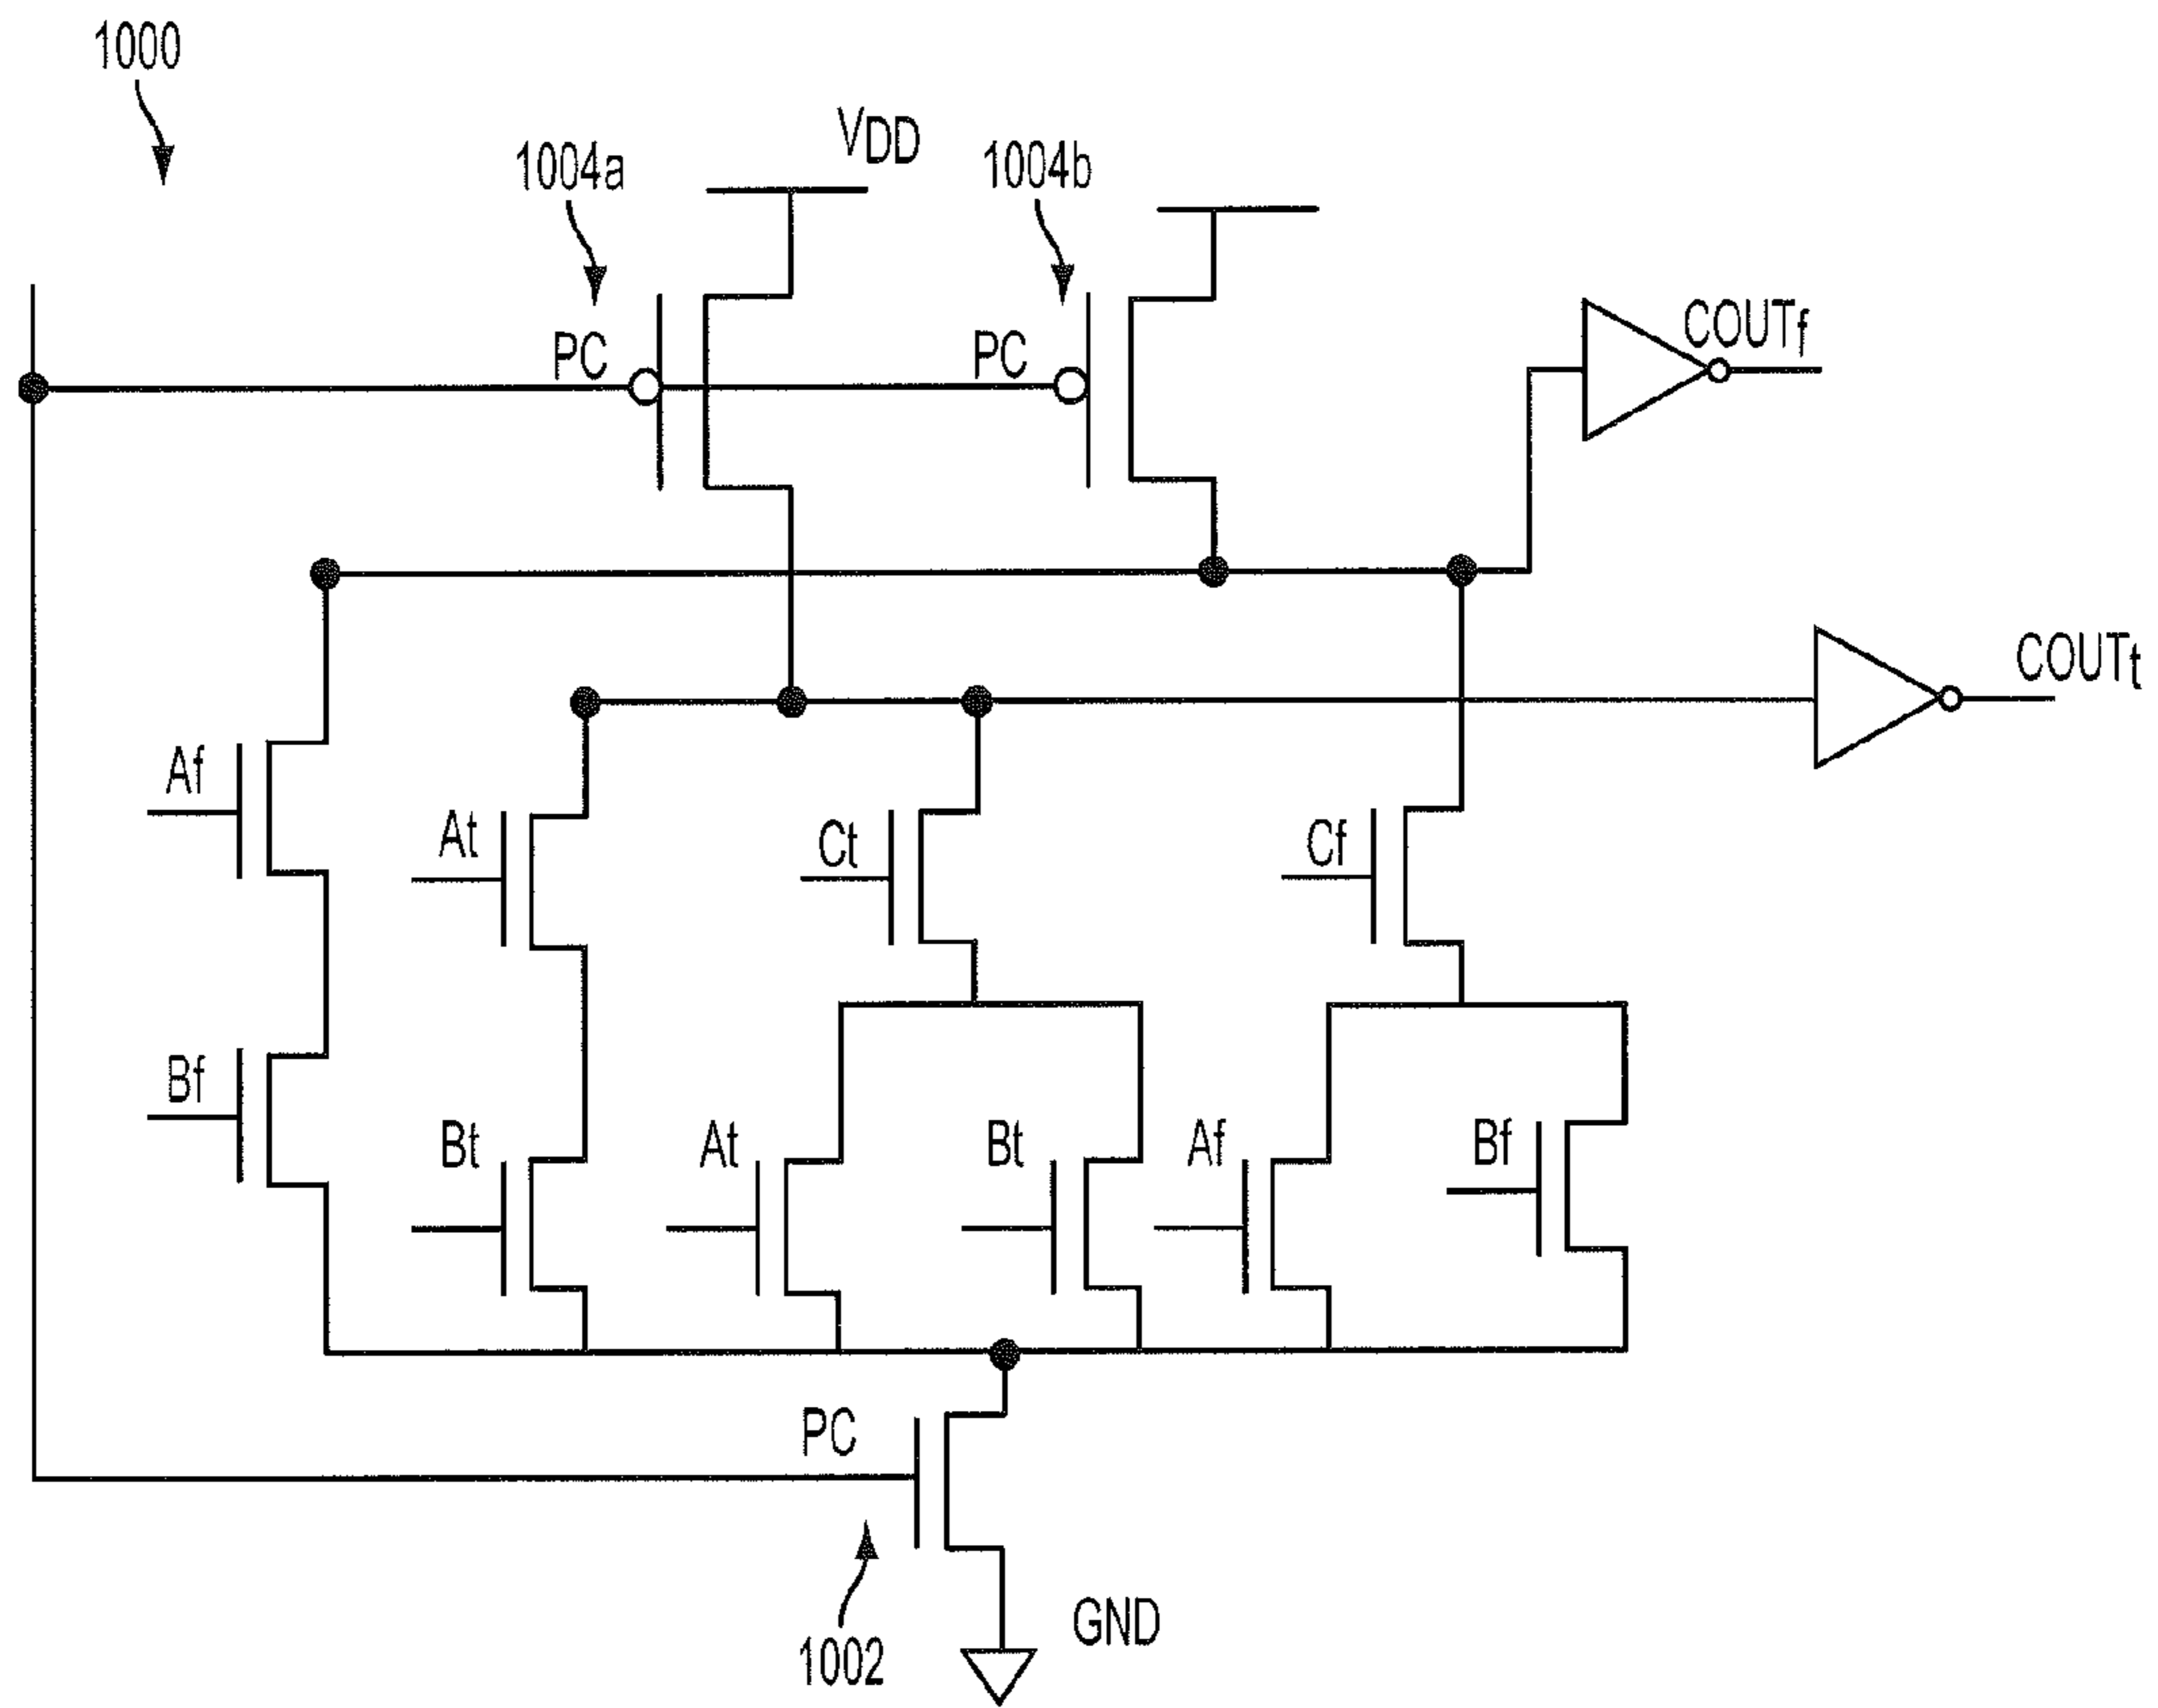 1000
VDD
1004a
1004b
PC
PC
COUTf
COUTt
Af
At
Ct
Cf
Bf
Bt
At
Bt
Af
Bf
PC
1002
GND